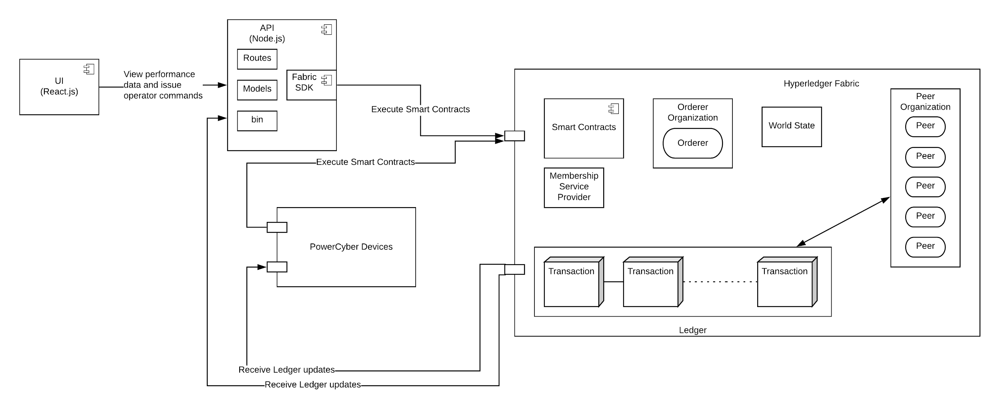 UI
(React.js)
View performance
data and issue
operator commands
API
(Node.js)
Routes
Models
bin
Fabric
SDK
Execute Smart Contracts
Execute Smart Contracts
PowerCyber Devices
Receive Ledger updates
Receive Ledger updates
Hyperledger Fabric
Smart Contracts
Orderer
Organization
Orderer
World State
Membership
Service
Provider
Peer
Organization
Peer
Peer
Peer
Peer
Peer
Transaction
Transaction
Transaction
Ledger